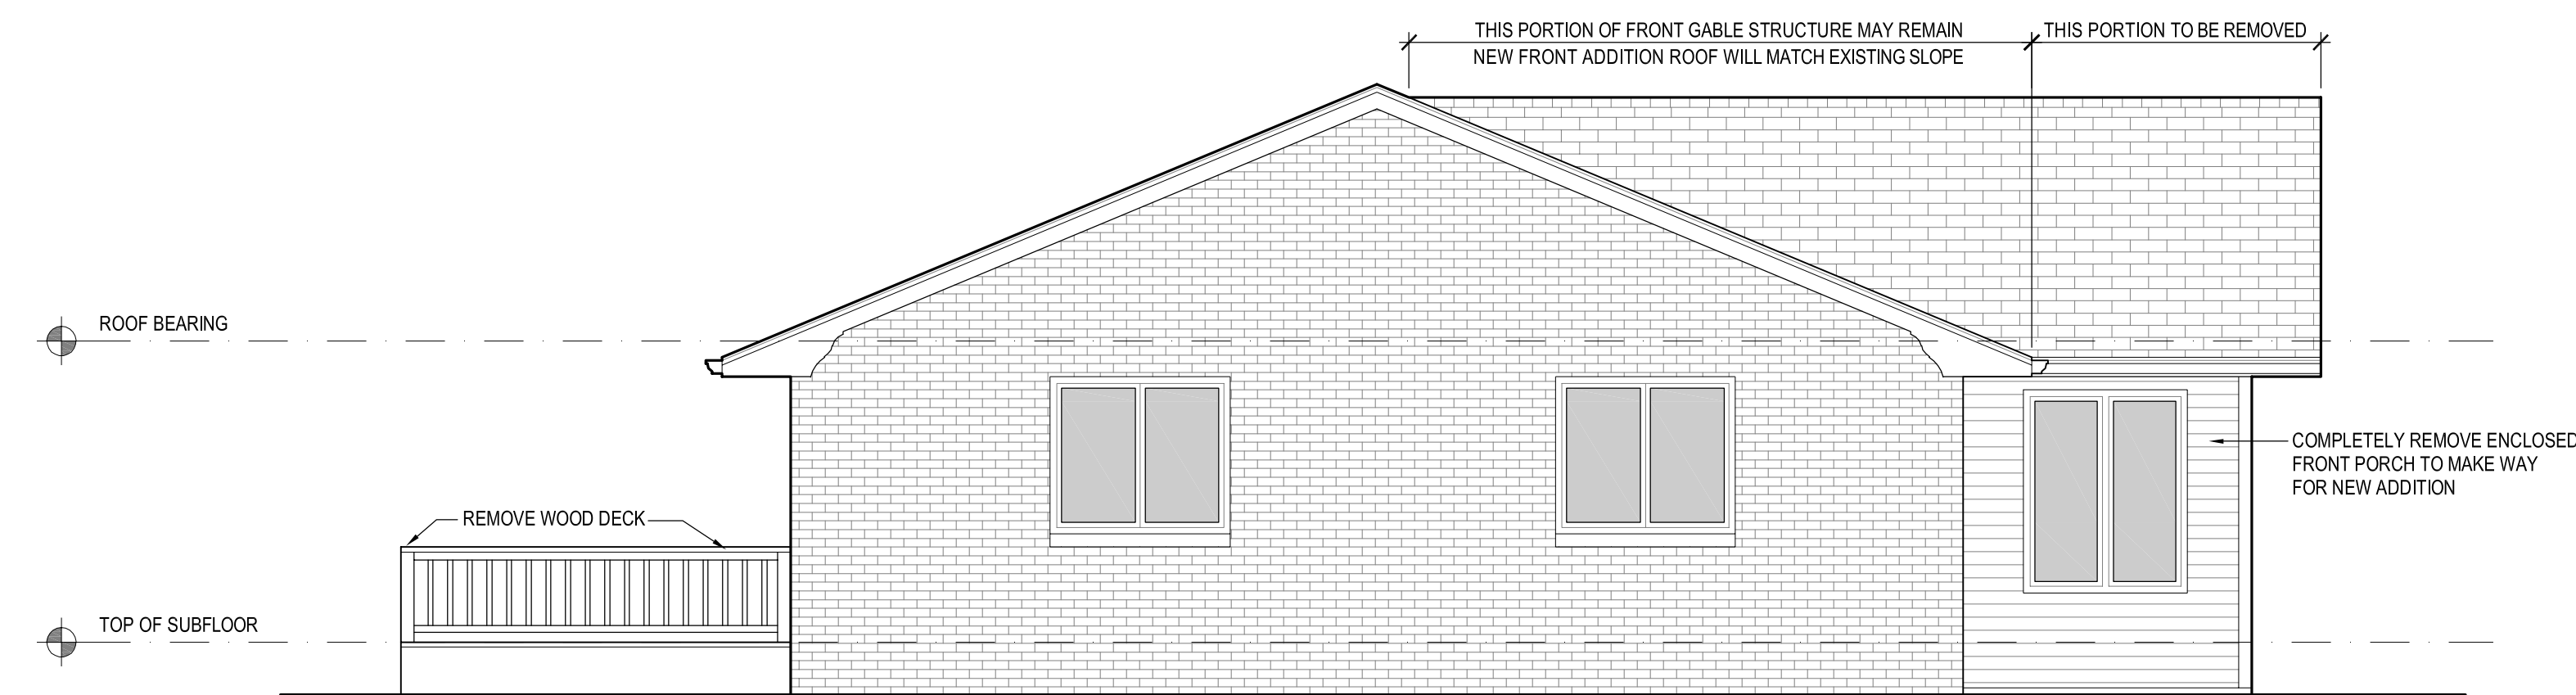 THIS PORTION OF FRONT GABLE STRUCTURE MAY REMAIN
NEW FRONT ADDITION ROOF WILL MATCH EXISTING SLOPE
THIS PORTION TO BE REMOVED
ROOF BEARING
COMPLETELY REMOVE ENCLOSED
FRONT PORCH TO MAKE WAY
FOR NEW ADDITION
REMOVE WOOD DECK
TOP OF SUBFLOOR